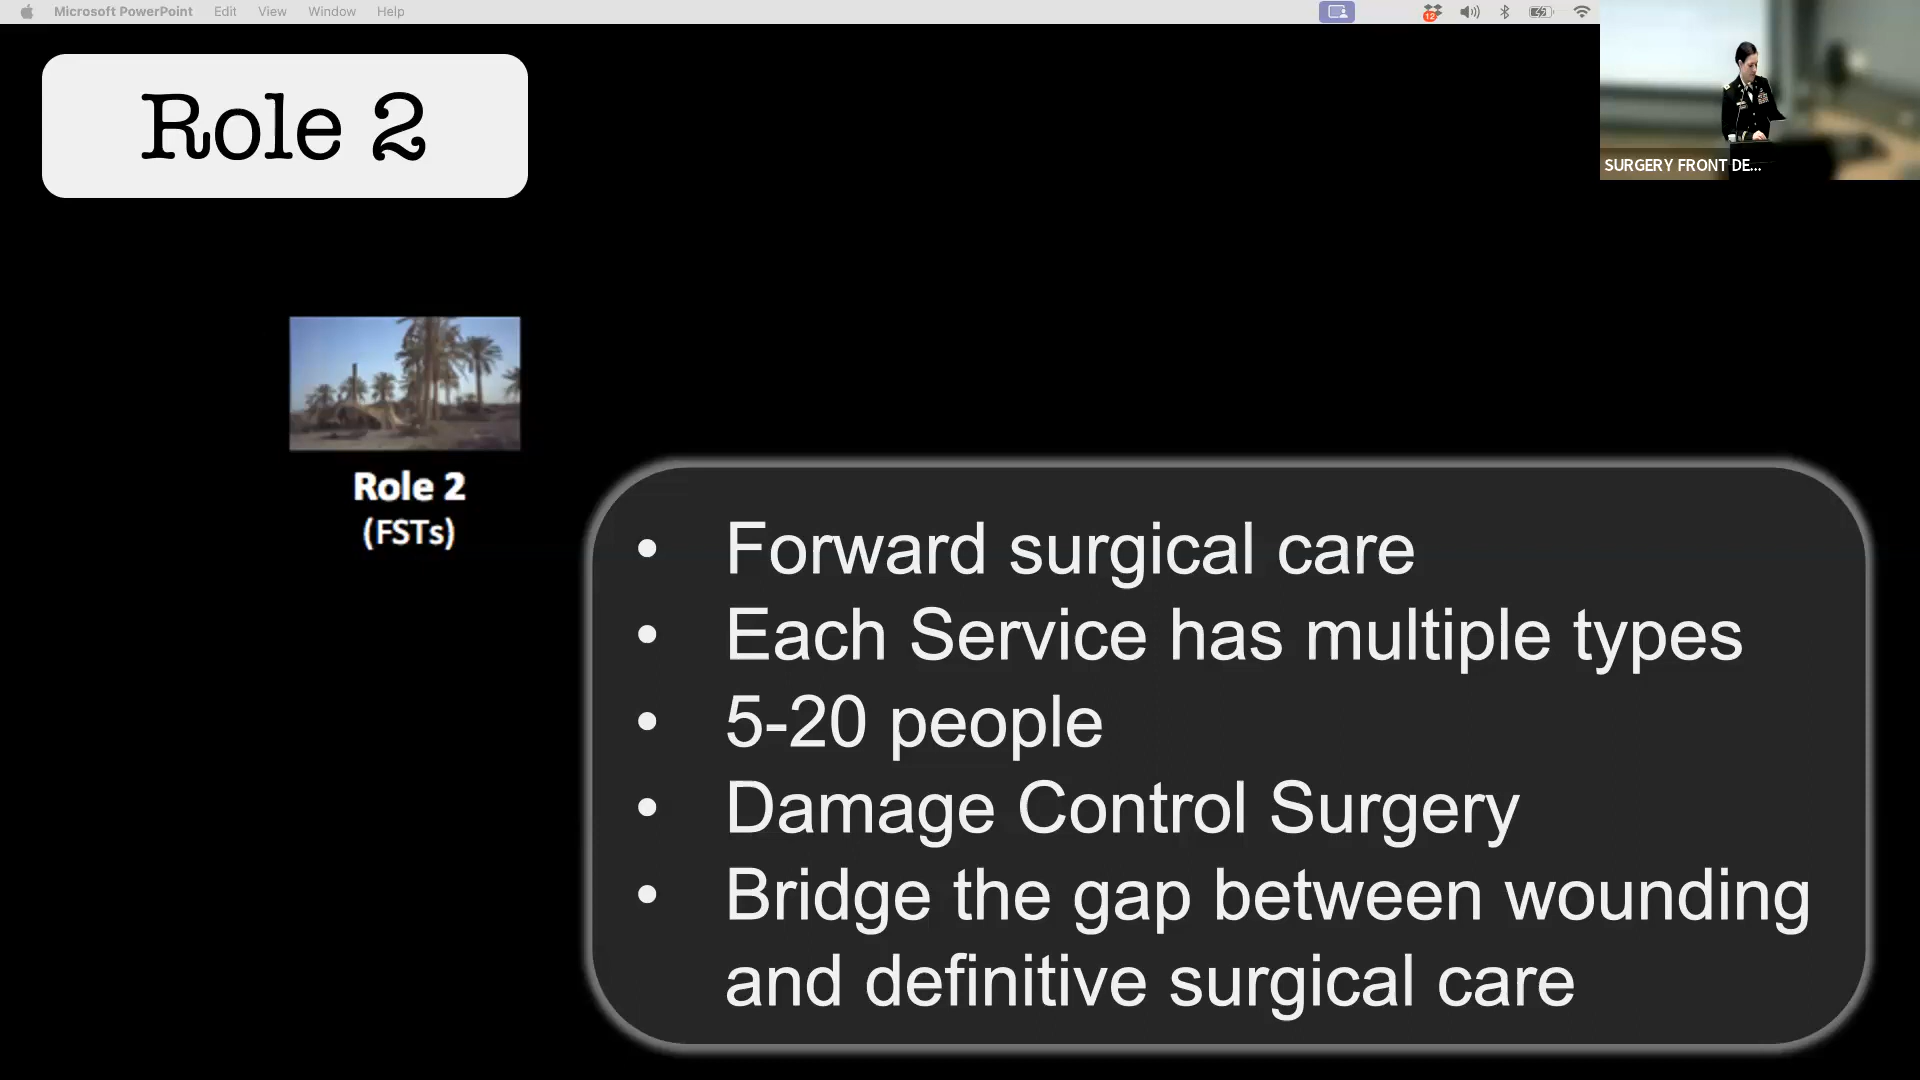 Microsoft PowerPoint Edit View Window Help
12
SURGERY FRONT DE...
Role 2
Role 2
(FSTs)
• Forward surgical care
• Each Service has multiple types
• 5-20 people
• Damage Control Surgery
• Bridge the gap between wounding
and definitive surgical care